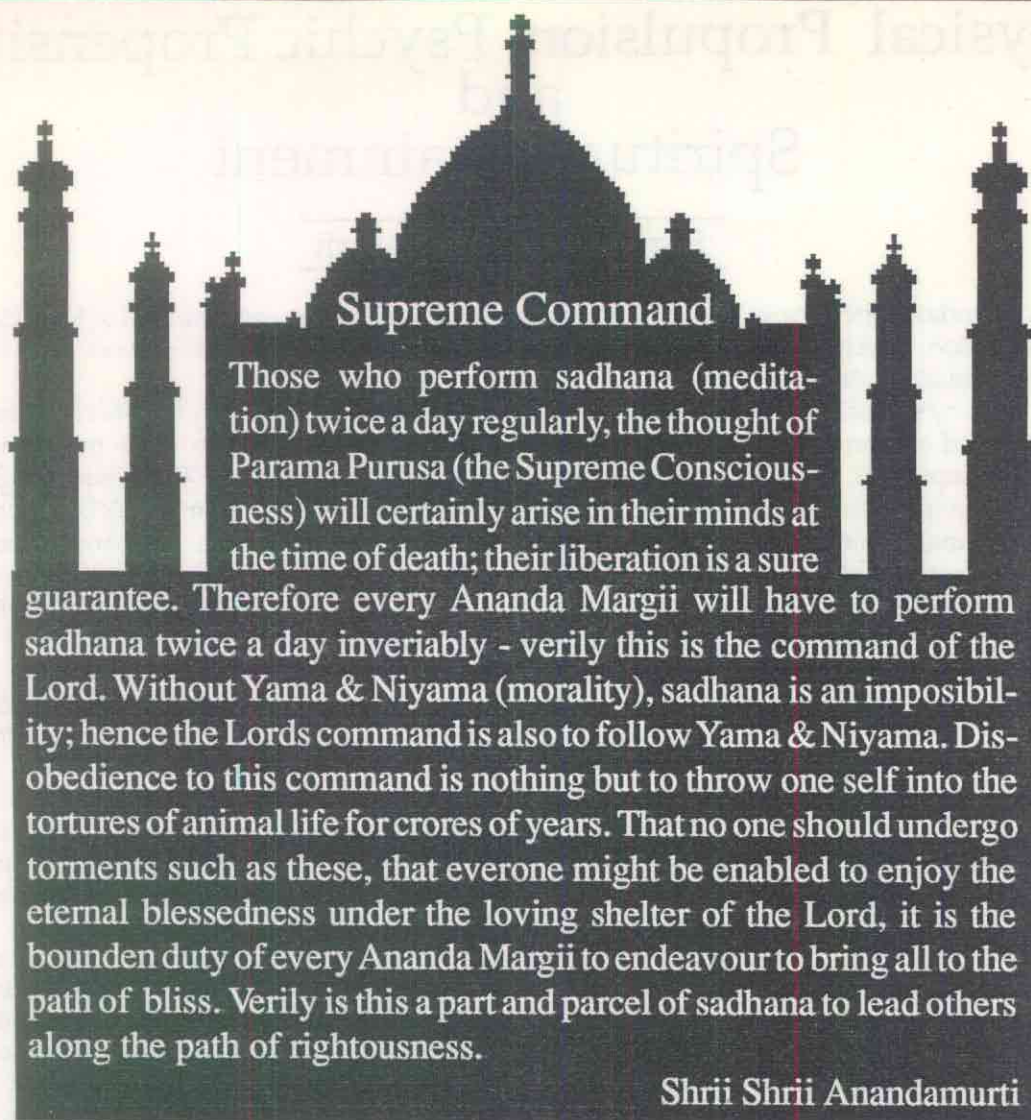 Supreme Command
Those who perform sadhana (medita-
tion) twice a day regularly, the thought of
Parama Purusa (the Supreme Conscious-
ness) will certainly arise in their minds at
the time of death; their liberation is a sure
guarantee. Therefore every Ananda Margii will have to perform
sadhana twice a day inveriably - verily this is the command of the
Lord. Without Yama & Niyama (morality), sadhana is an imposibil-
ity; hence the Lords command is also to follow Yama & Niyama. Dis-
obedience to this command is nothing but to throw one self into the
tortures of animal life for crores of years. That no one should undergo
torments such as these, that everone might be enabled to enjoy the
eternal blessedness under the loving shelter of the Lord, it is the
bounden duty of every Ananda Margii to endeavour to bring all to the
path of bliss. Verily is this a part and parcel of sadhana to lead others
along the path of rightousness.
Shrii Shrii Anandamurti